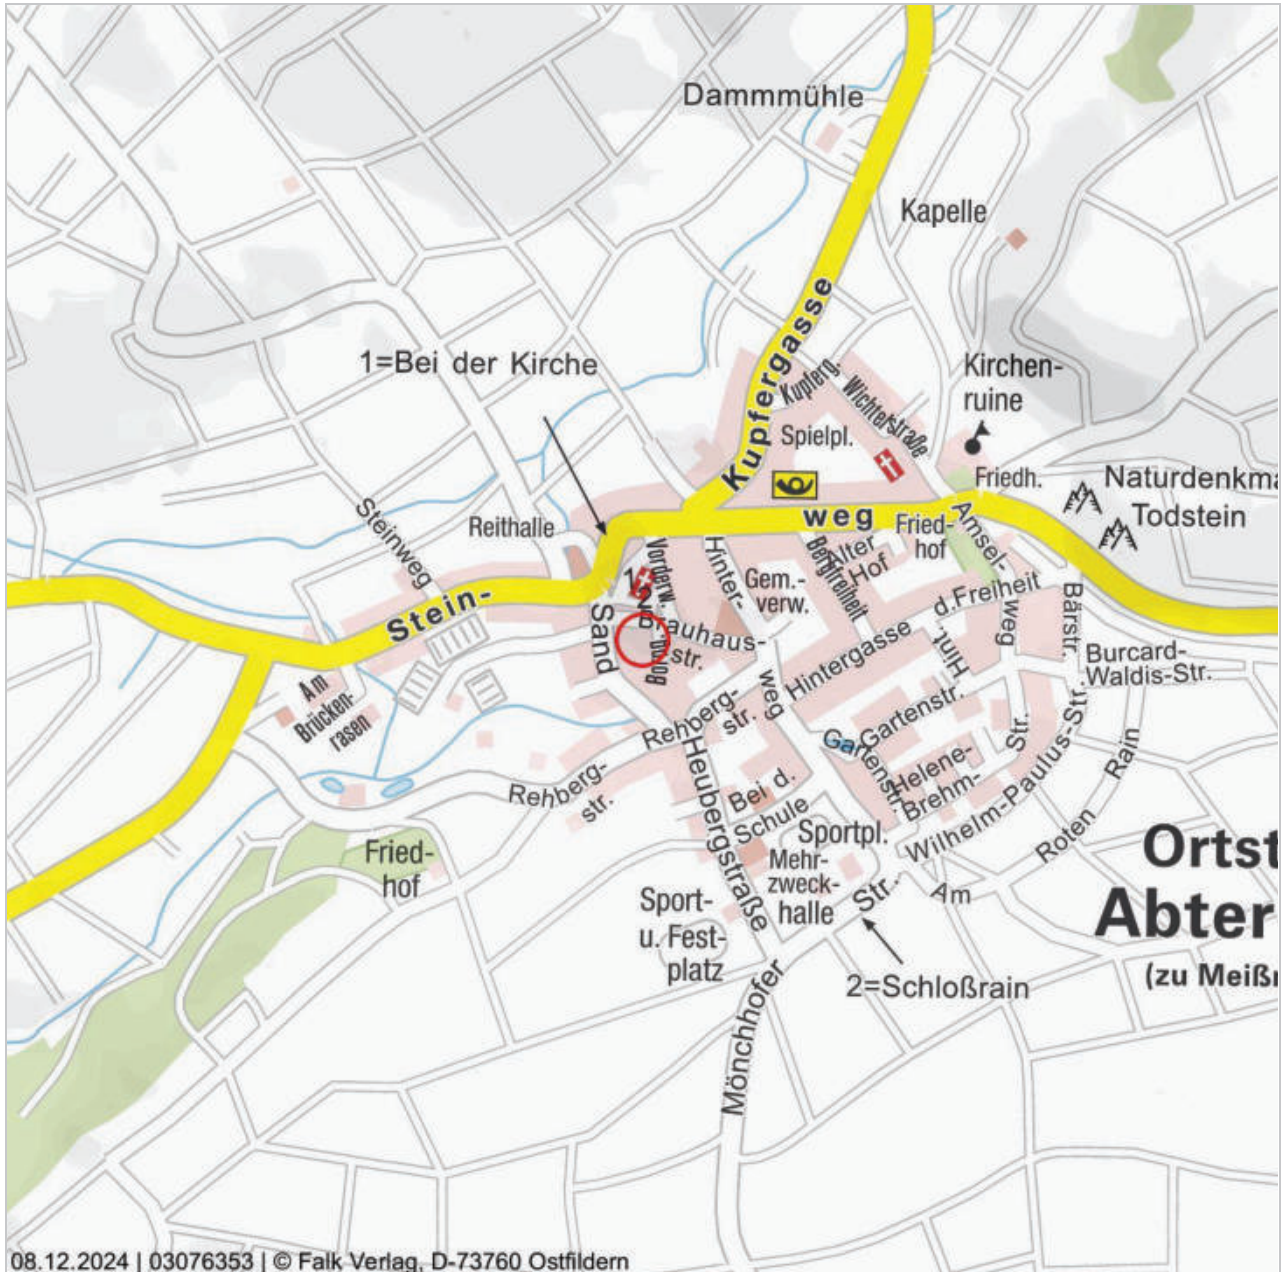 Dammmühle
Kapelle
Kupfergasse
1=Bei der Kirche
Kirchen-
ruine
Kupferg.
Wichterstraße
Spielpl.
Friedh.
Naturdenkma
Todstein
Steinweg
Reithalle
weg
Fried-
hof
Amsel-
weg
Vorderw.
Hinter-
weg
Bergfreiheit
Alter
Hof
Gem.-
verw.
1
2
d.Freiheit
Bärstr.
Stein-
Sand
Brauhaus-
str.
Hintergasse
d. Hint.
Burcard-
Waldis-Str.
Am
Brücken-
rasen
Rehberg-
str.
Gartenstr.
Gartenstr.
Str.
Rehberg-
str.
Heubergstraße
Bei d.
Schule
Helene-
Brehm-
Wilhelm-Paulus-Str.
Roten Rain
Am
Sportpl.
Mehr-
zweck-
halle
Str.
Fried-
hof
Sport-
u. Fest-
platz
Ortst
Abter
(zu Meiß
2=Schloßrain
Mönchhofer
08.12.2024 | 03076353 | © Falk Verlag, D-73760 Ostfildern